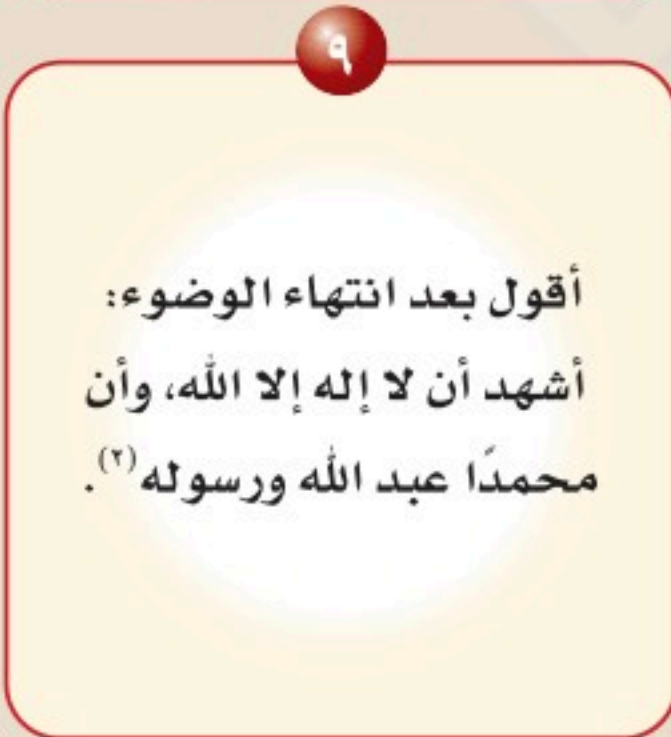 ٩
أقول بعد انتهاء الوضوء:
أشهد أن لا إله إلا الله، وأن
محمدًا عبد الله ورسوله(٢).